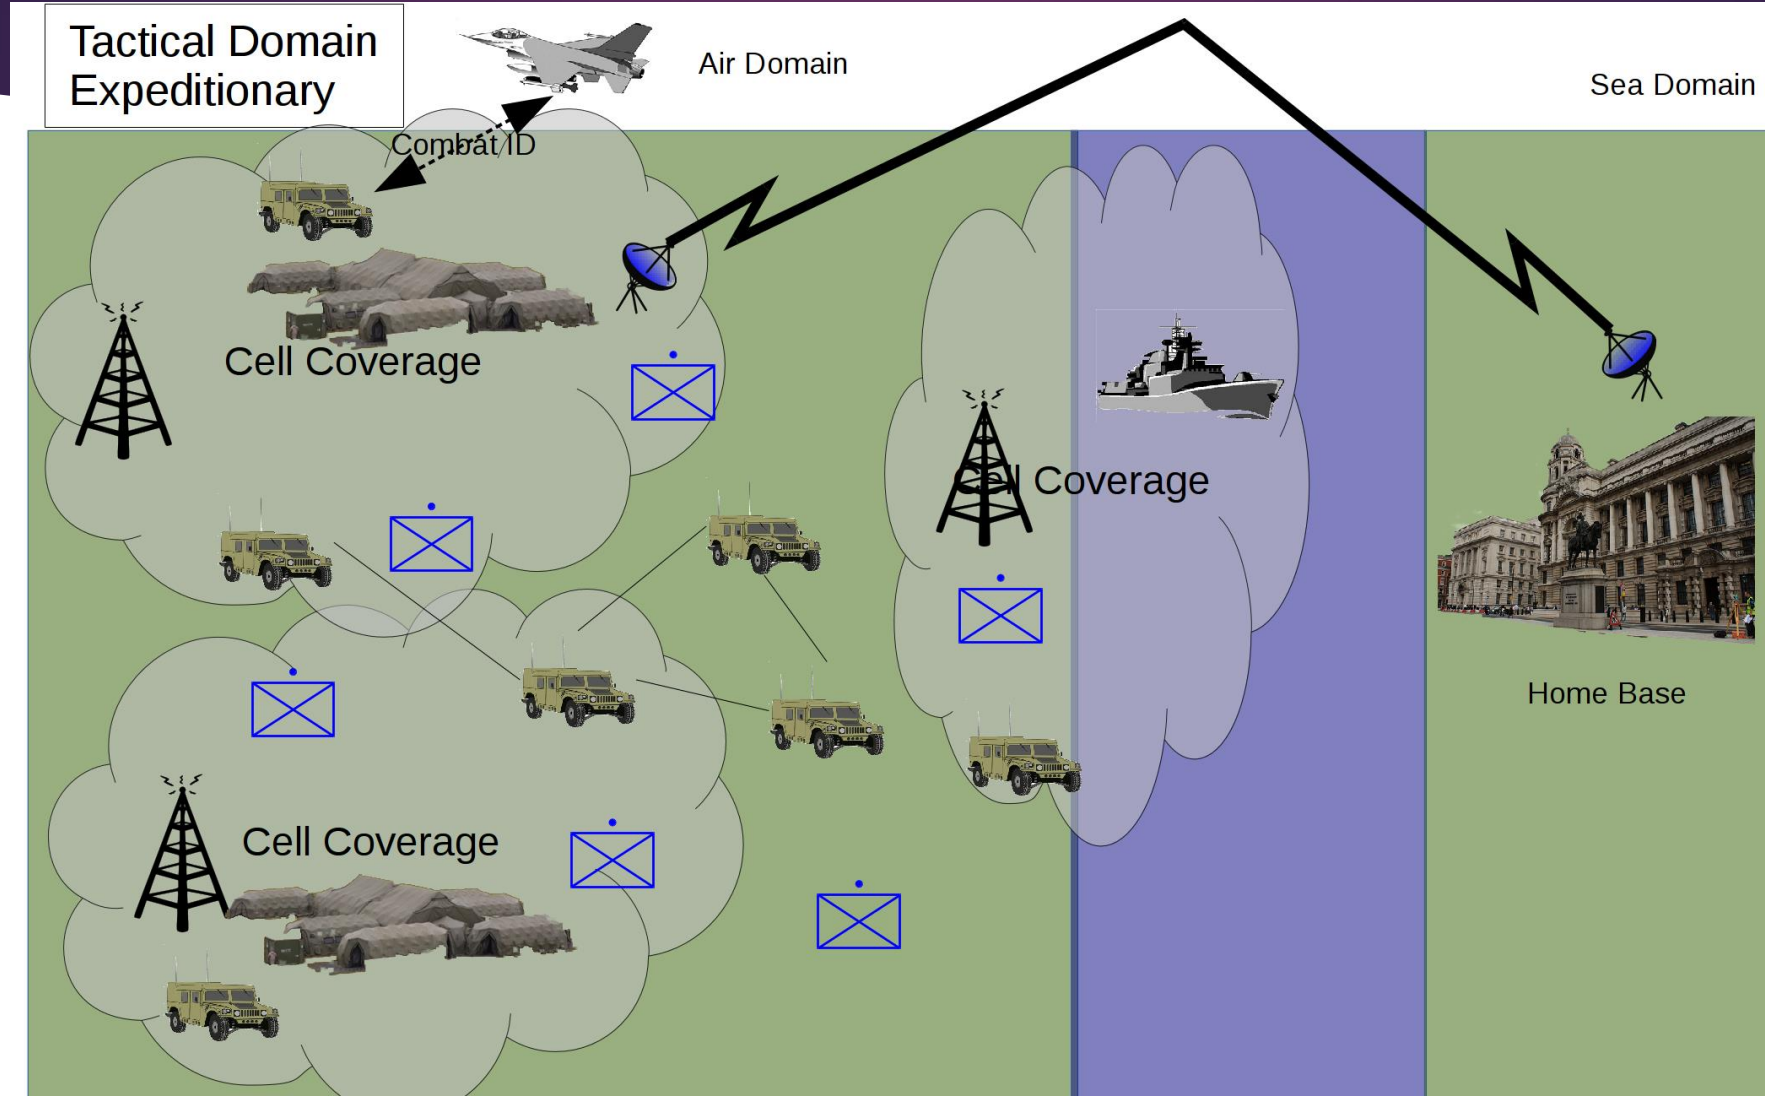 Tactical Domain
Expeditionary
Air Domain
Sea Domain
Combat ID
Cell Coverage
Cell Coverage
Home Base
Cell Coverage